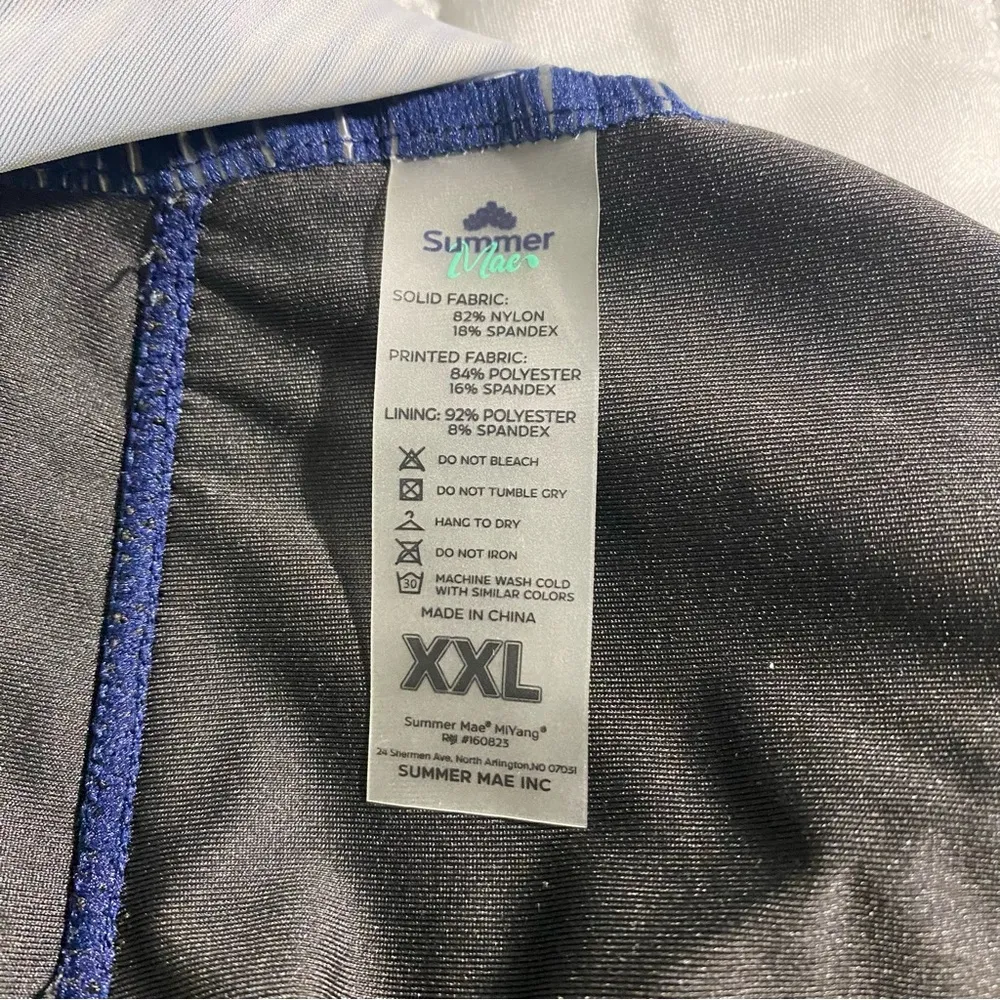 Summer
Mae
SOLID FABRIC:
82% NYLON
18% SPANDEX
PRINTED FABRIC:
84% POLYESTER
16% SPANDEX
LINING: 92% POLYESTER
8% SPANDEX
DO NOT BLEACH
DO NOT TUMBLE GRY
HANG TO DRY
DO NOT IRON
30 MACHINE WASH COLD
WITH SIMILAR COLORS
MADE IN CHINA
XXL
Summer Mae® MiYang®
#160823
24 Shermen Ave, North Arlington,NO 07031
SUMMER MAE INC